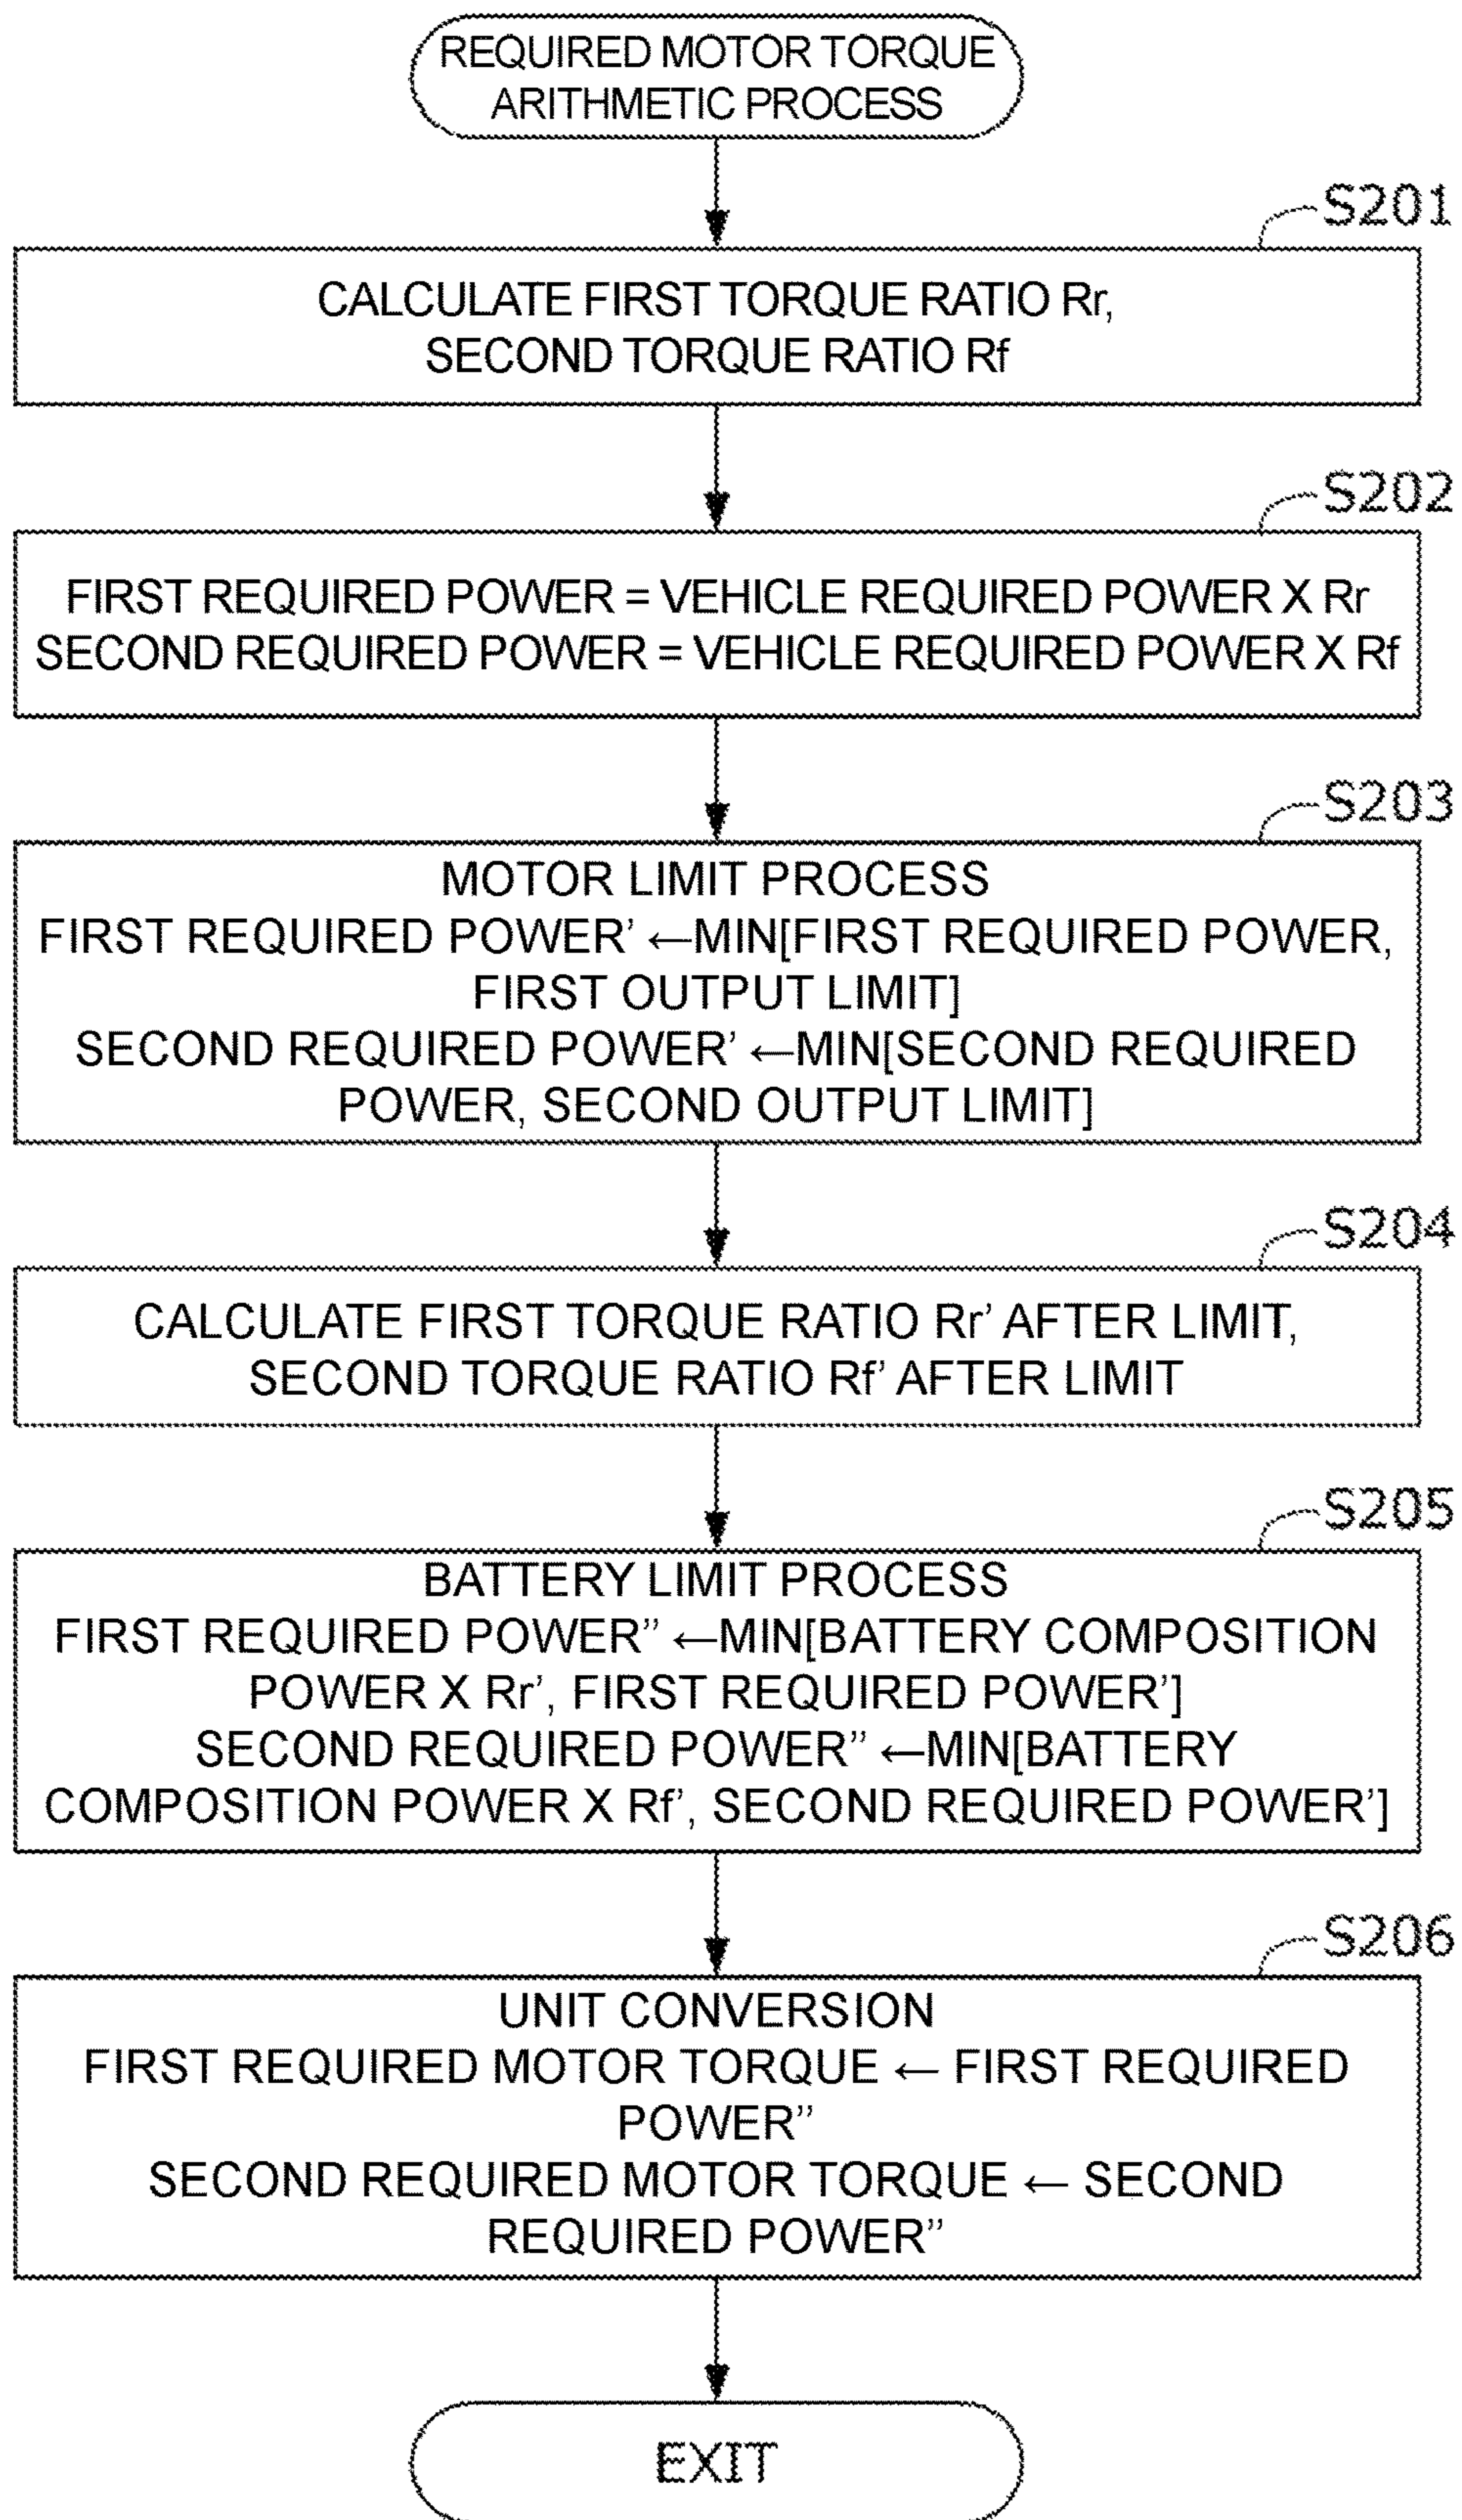 REQUIRED MOTOR TORQUE
ARITHMETIC PROCESS
S201
CALCULATE FIRST TORQUE RATIO Rr,
SECOND TORQUE RATIO Rf
S202
FIRST REQUIRED POWER = VEHICLE REQUIRED POWER X Rr
SECOND REQUIRED POWER = VEHICLE REQUIRED POWER X Rf
S203
MOTOR LIMIT PROCESS
FIRST REQUIRED POWER’ ←MIN[FIRST REQUIRED POWER,
FIRST OUTPUT LIMIT]
SECOND REQUIRED POWER’ ←MIN[SECOND REQUIRED
POWER, SECOND OUTPUT LIMIT]
S204
CALCULATE FIRST TORQUE RATIO Rr’ AFTER LIMIT,
SECOND TORQUE RATIO Rf’ AFTER LIMIT
S205
BATTERY LIMIT PROCESS
FIRST REQUIRED POWER’’ ←MIN[BATTERY COMPOSITION
POWER X Rr’, FIRST REQUIRED POWER’]
SECOND REQUIRED POWER’’ ←MIN[BATTERY
COMPOSITION POWER X Rf’, SECOND REQUIRED POWER’]
S206
UNIT CONVERSION
FIRST REQUIRED MOTOR TORQUE ← FIRST REQUIRED
POWER’’
SECOND REQUIRED MOTOR TORQUE ← SECOND
REQUIRED POWER’’
EXIT